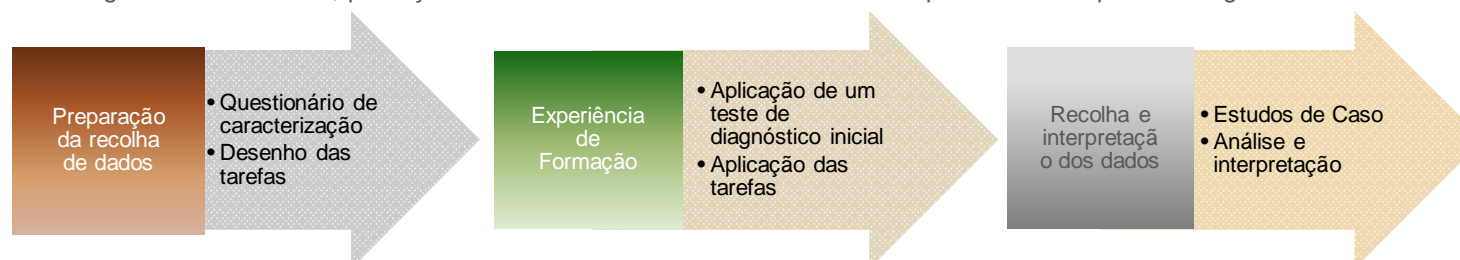 Preparação
da recolha
de dados
• Questionário de
caracterização
• Desenho das
tarefas
Experiência
de
Formação
• Aplicação de um
teste de
diagnóstico inicial
• Aplicação das
tarefas
Recolha e
interpretaçã
o dos dados
• Estudos de Caso
• Análise e
interpretação